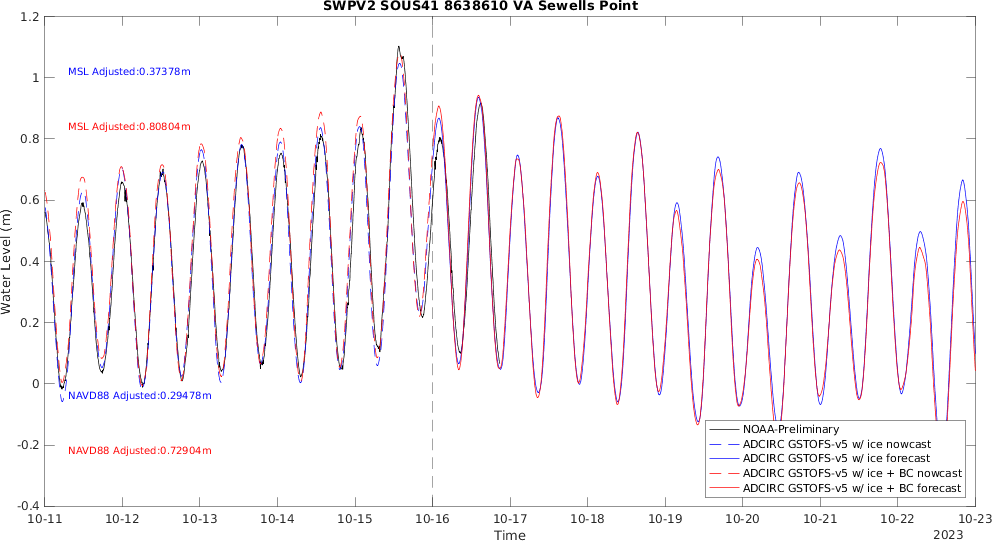 SWPV2 SOUS41 8638610 VA Sewells Point
1.2
1
0.8
0.6
0.4
0.2
0
-0.2
-0.4
Water Level (m)
MSL Adjusted:0.37378m
MSL Adjusted:0.80804m
NAVD88 Adjusted:0.29478m
NAVD88 Adjusted:0.72904m
NOAA-Preliminary
ADCIRC GSTOFS-v5 w/ ice nowcast
ADCIRC GSTOFS-v5 w/ ice forecast
ADCIRC GSTOFS-v5 w/ ice + BC nowcast
ADCIRC GSTOFS-v5 w/ ice + BC forecast
10-11 10-12 10-13 10-14 10-15 10-16 10-17 10-18 10-19 10-20 10-21 10-22 10-23
Time
2023